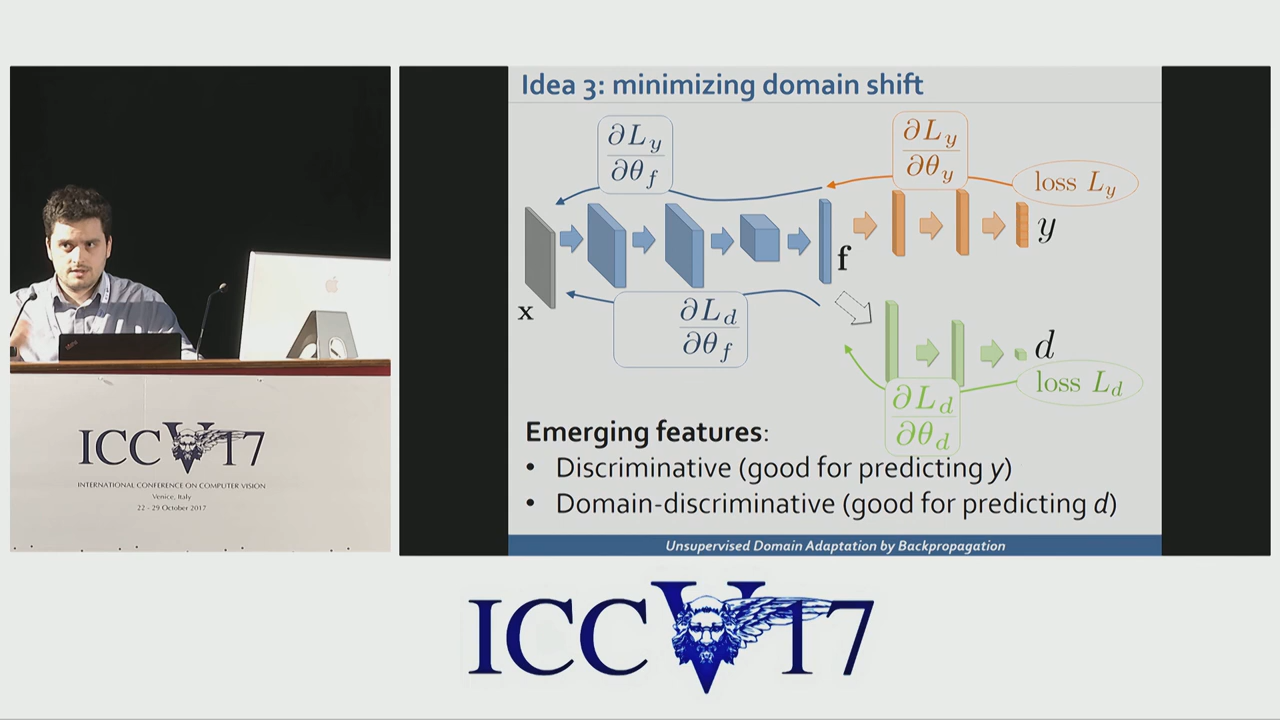 Idea 3: minimizing domain shift
∂L_y
∂θ_f
∂L_y
∂θ_y
loss L_y
y
f
x
∂L_d
∂θ_f
d
loss L_d
∂L_d
∂θ_d
Emerging features:
• Discriminative (good for predicting y)
• Domain-discriminative (good for predicting d)
Unsupervised Domain Adaptation by Backpropagation
ICCV17
INTERNATIONAL CONFERENCE ON COMPUTER VISION
Venice, Italy
22 - 29 October 2017
ICCV17